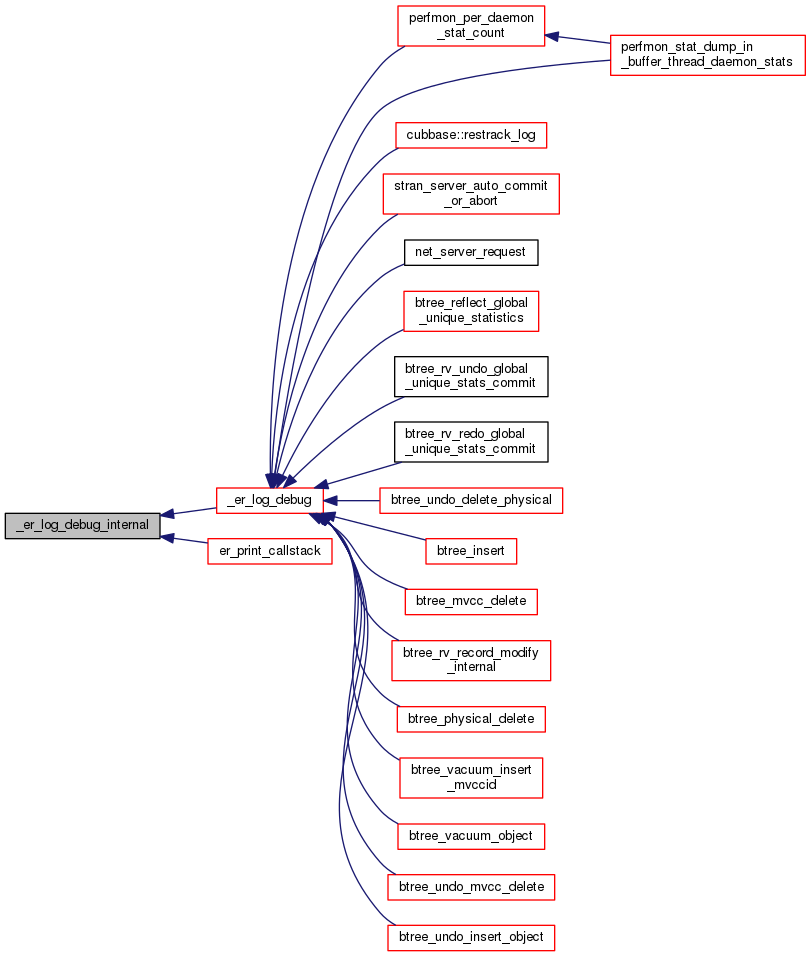 perfmon_per_daemon
_stat_count
perfmon_stat_dump_in
_buffer_thread_daemon_stats
cubbase::restrack_log
stran_server_auto_commit
_or_abort
net_server_request
btree_reflect_global
_unique_statistics
btree_rv_undo_global
_unique_stats_commit
btree_rv_redo_global
_unique_stats_commit
_er_log_debug
btree_undo_delete_physical
_er_log_debug_internal
er_print_callstack
btree_insert
btree_mvcc_delete
btree_rv_record_modify
_internal
btree_physical_delete
btree_vacuum_insert
_mvccid
btree_vacuum_object
btree_undo_mvcc_delete
btree_undo_insert_object